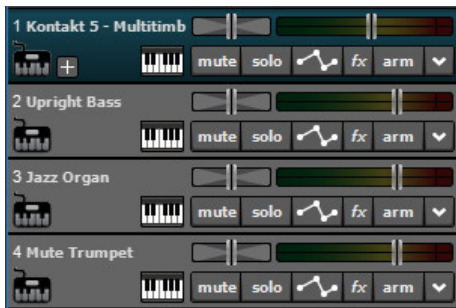 1 Kontakt 5 - Multitimb
mute solo fx arm
2 Upright Bass
mute solo fx arm
3 Jazz Organ
mute solo fx arm
4 Mute Trumpet
mute solo fx arm